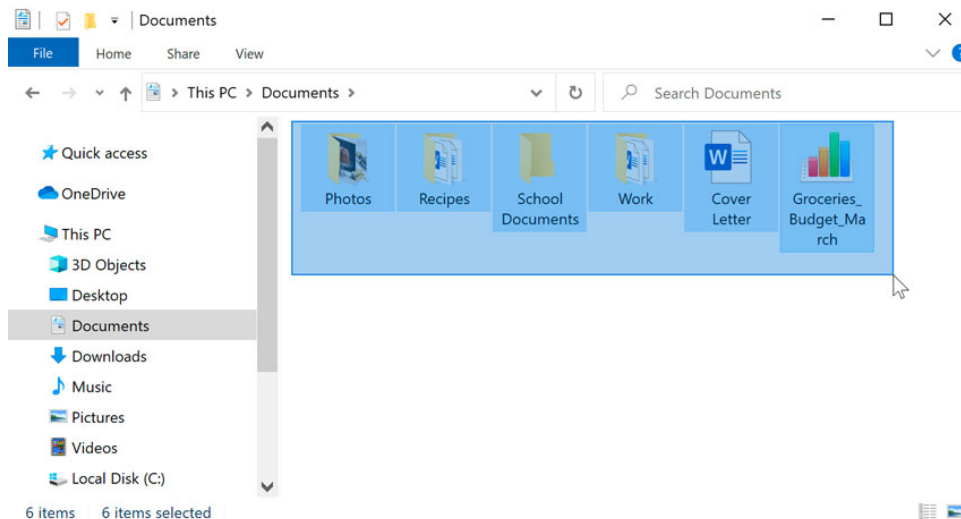 Documents
File Home Share View
This PC > Documents >
Search Documents
Quick access
OneDrive
This PC
3D Objects
Desktop
Documents
Downloads
Music
Pictures
Videos
Local Disk (C:)
Photos
Recipes
School
Documents
Work
W
Cover
Letter
Groceries_
Budget_Ma
rch
6 items 6 items selected